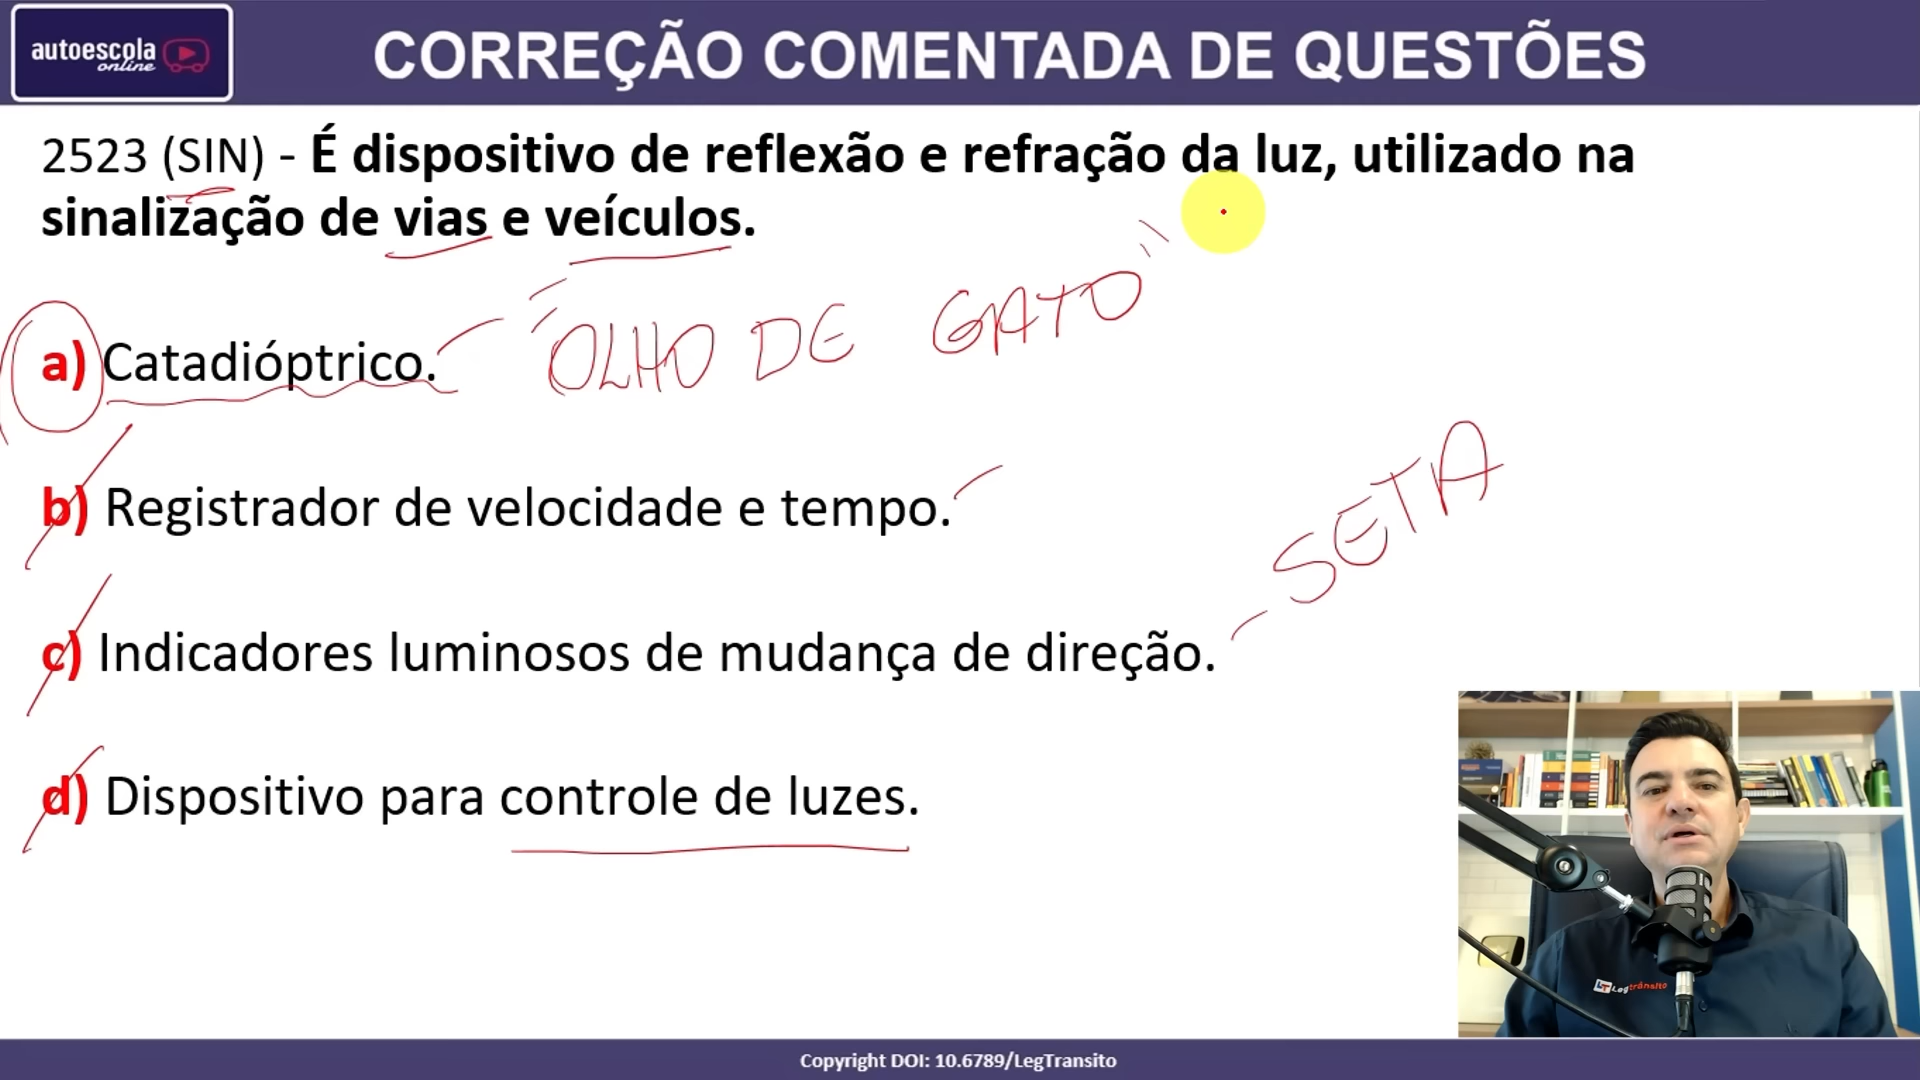 autoescola
online
CORREÇÃO COMENTADA DE QUESTÕES
2523 (SIN) - É dispositivo de reflexão e refração da luz, utilizado na
sinalização de vias e veículos.
a) Catadióptrico.
"OLHO DE GATO"
b) Registrador de velocidade e tempo.
SETA
c) Indicadores luminosos de mudança de direção.
d) Dispositivo para controle de luzes.
LT Legtrânsito
Copyright DOI: 10.6789/LegTransito